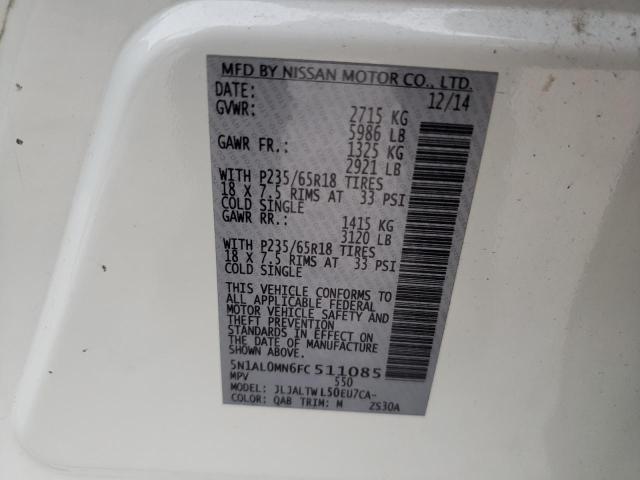 MFD BY NISSAN MOTOR CO., LTD.
DATE: 12/14
GVWR: 2715 KG
5986 LB
GAWR FR.: 1325 KG
2921 LB
WITH P235/65R18 TIRES
18 X 7.5 RIMS AT 33 PSI
COLD SINGLE
GAWR RR.: 1415 KG
3120 LB
WITH P235/65R18 TIRES
18 X 7.5 RIMS AT 33 PSI
COLD SINGLE
THIS VEHICLE CONFORMS TO
ALL APPLICABLE FEDERAL
MOTOR VEHICLE SAFETY AND
THEFT PREVENTION
STANDARDS IN EFFECT ON
THE DATE OF MANUFACTURE
SHOWN ABOVE.
5N1AL0MN6FC 511085
MPV 550
MODEL: JLJALTWL50EU7CA-
COLOR: QAB TRIM: M ZS30A